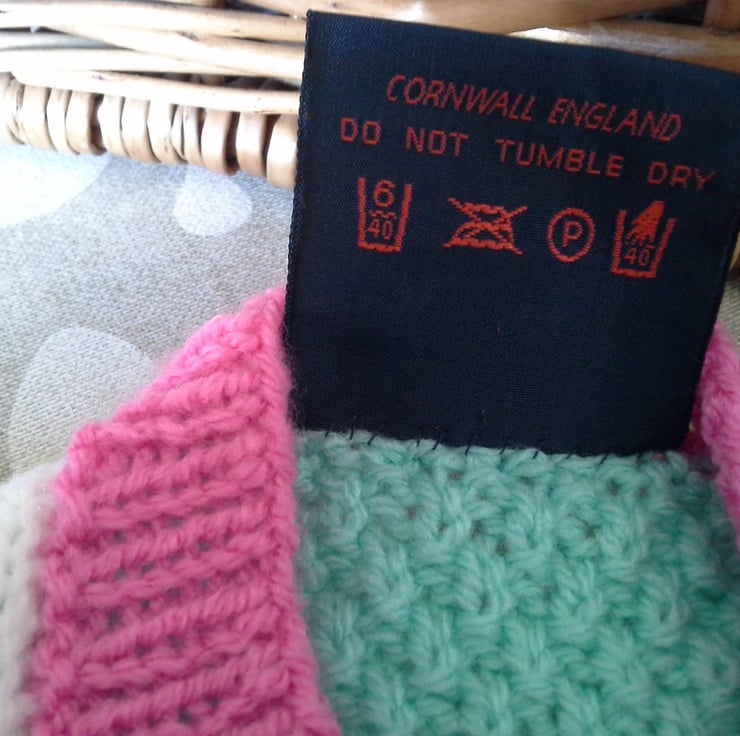 CORNWALL ENGLAND
DO NOT TUMBLE DRY
6 40 P 40